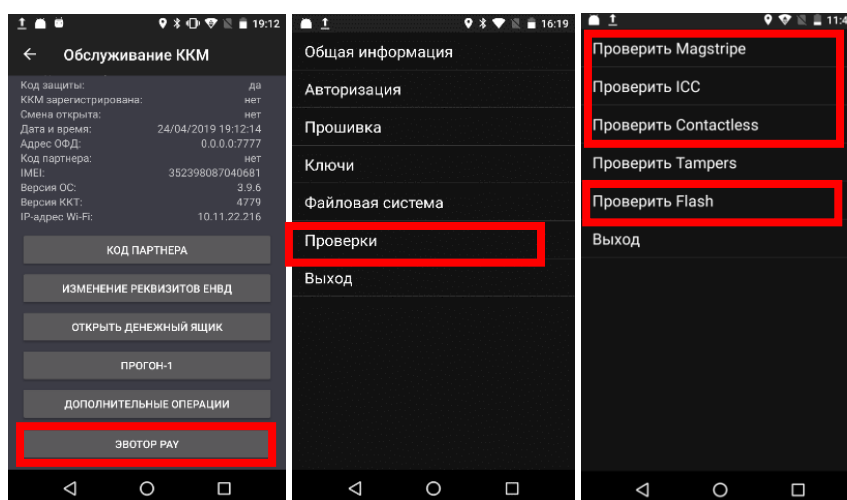 19:12
Обслуживание ККМ
Код защиты: да
ККМ зарегистрирована: нет
Смена открыта: нет
Дата и время: 24/04/2019 19:12:14
Адрес ОФД: 0.0.0.0:7777
Код партнера: нет
IMEI: 352398087040681
Версия ОС: 3.9.6
Версия ККТ: 4779
IP-адрес Wi-Fi: 10.11.22.216
КОД ПАРТНЕРА
ИЗМЕНЕНИЕ РЕКВИЗИТОВ ЕНВД
ОТКРЫТЬ ДЕНЕЖНЫЙ ЯЩИК
ПРОГОН-1
ДОПОЛНИТЕЛЬНЫЕ ОПЕРАЦИИ
ЭВОТОР PAY
16:19
Общая информация
Авторизация
Прошивка
Ключи
Файловая система
Проверки
Выход
11:4
Проверить Magstripe
Проверить ICC
Проверить Contactless
Проверить Tampers
Проверить Flash
Выход